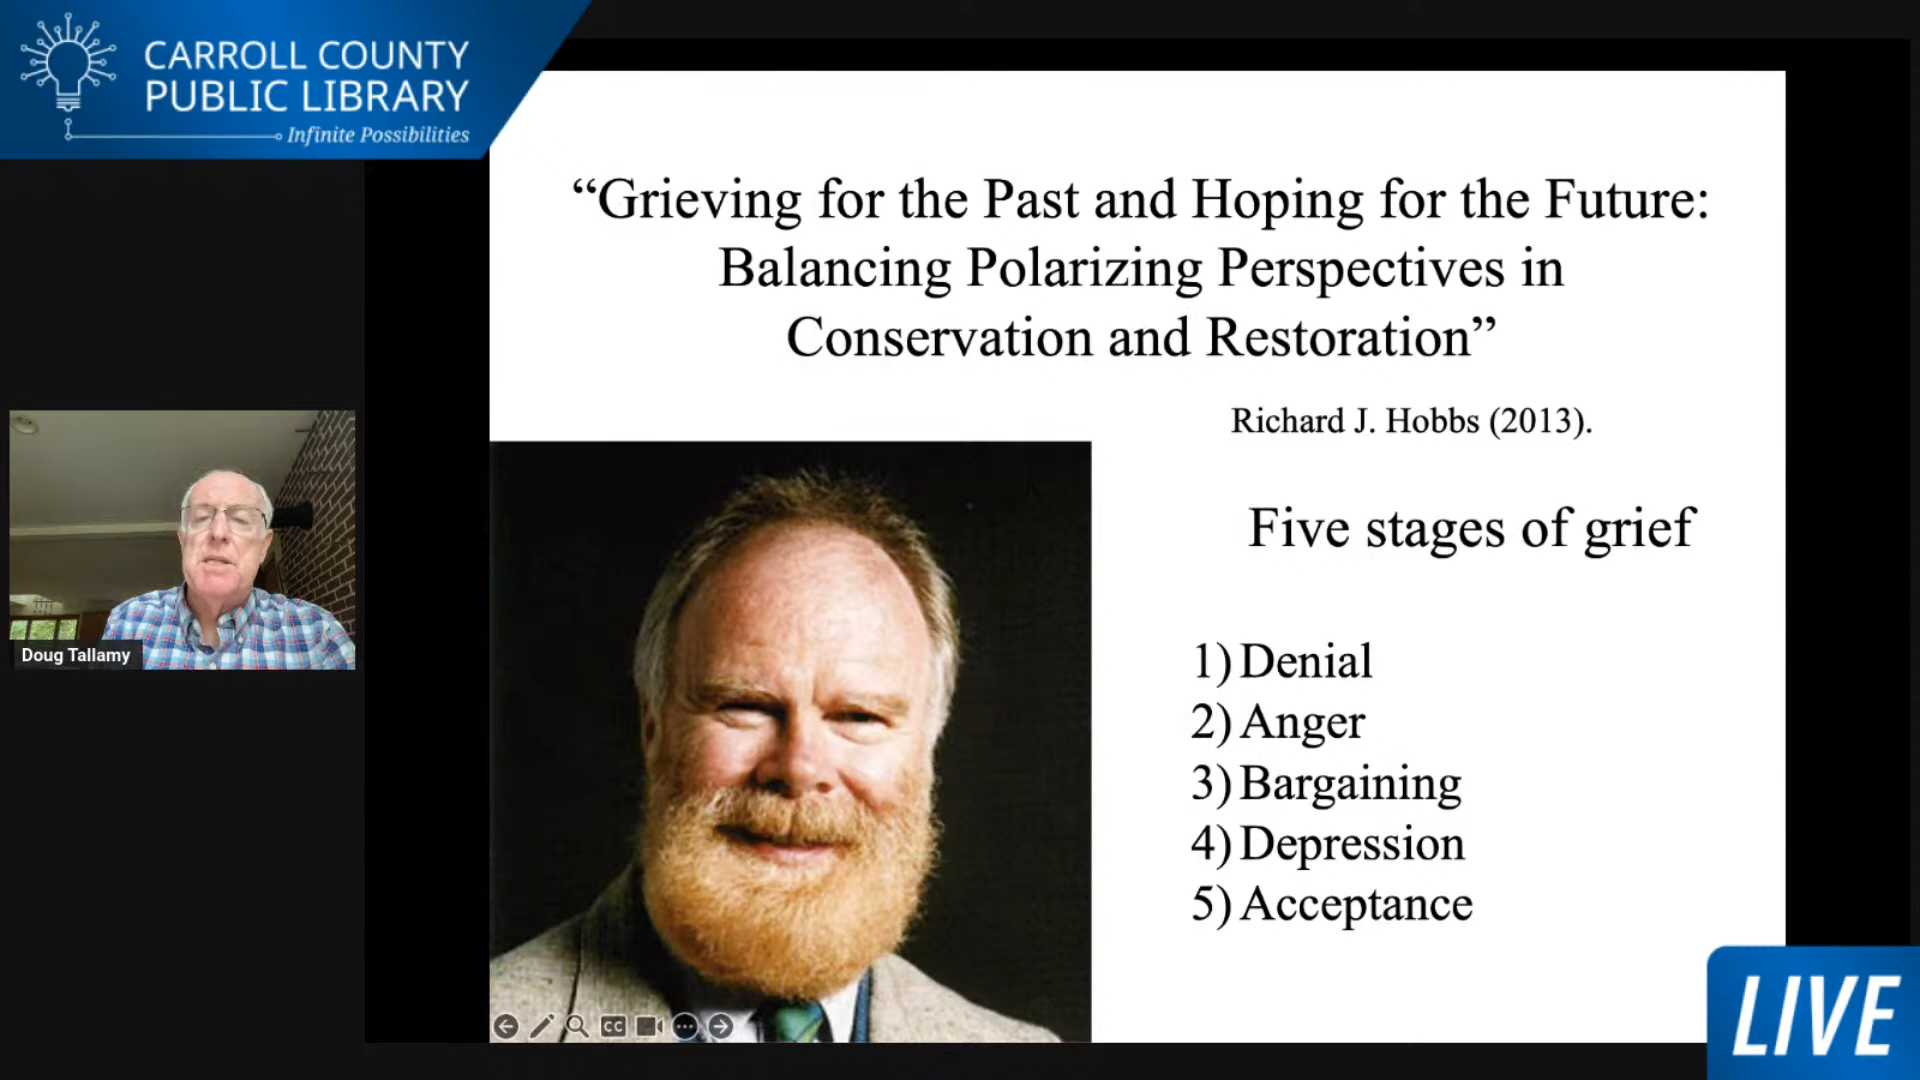 CARROLL COUNTY
PUBLIC LIBRARY
Infinite Possibilities
“Grieving for the Past and Hoping for the Future:
Balancing Polarizing Perspectives in
Conservation and Restoration”
Richard J. Hobbs (2013).
Five stages of grief
1) Denial
2) Anger
3) Bargaining
4) Depression
5) Acceptance
Doug Tallamy
CC
LIVE